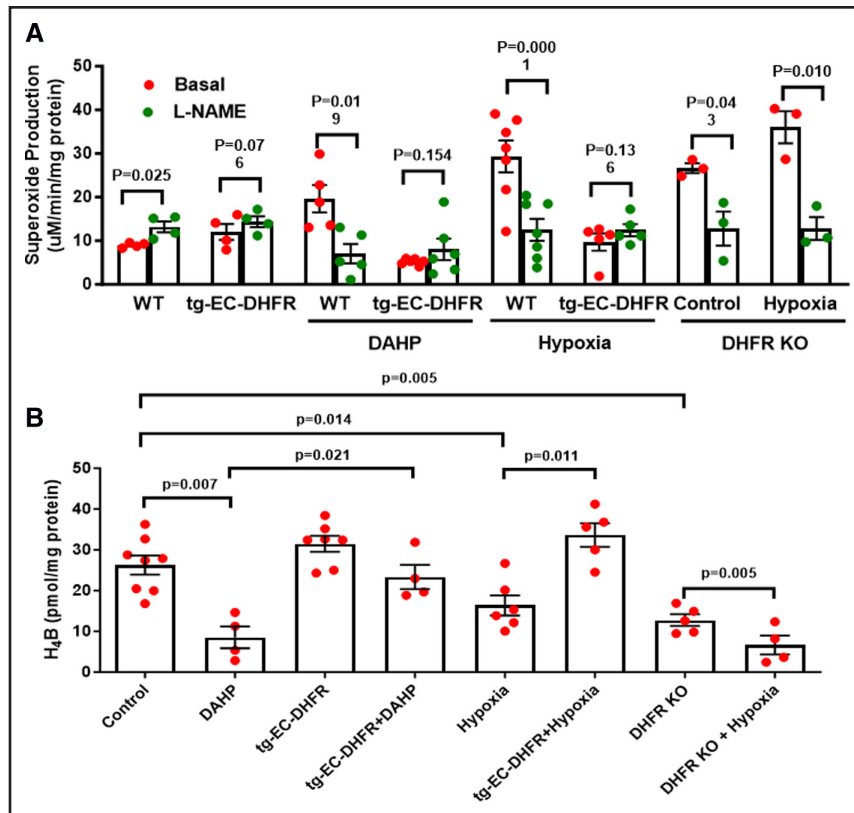 A
P=0.000
1
P=0.010
P=0.01
9
P=0.04
3
P=0.07
6
P=0.154
P=0.13
6
P=0.025
Basal
L-NAME
Superoxide Production
(uM/min/mg protein)
50
40
30
20
10
0
WT
tg-EC-DHFR
WT
tg-EC-DHFR
WT
tg-EC-DHFR
Control
Hypoxia
DAHP
Hypoxia
DHFR KO
B
p=0.005
p=0.014
p=0.021
p=0.011
p=0.007
p=0.005
H₄B (pmol/mg protein)
50
40
30
20
10
0
Control
DAHP
tg-EC-DHFR
tg-EC-DHFR+DAHP
Hypoxia
tg-EC-DHFR+Hypoxia
DHFR KO
DHFR KO + Hypoxia